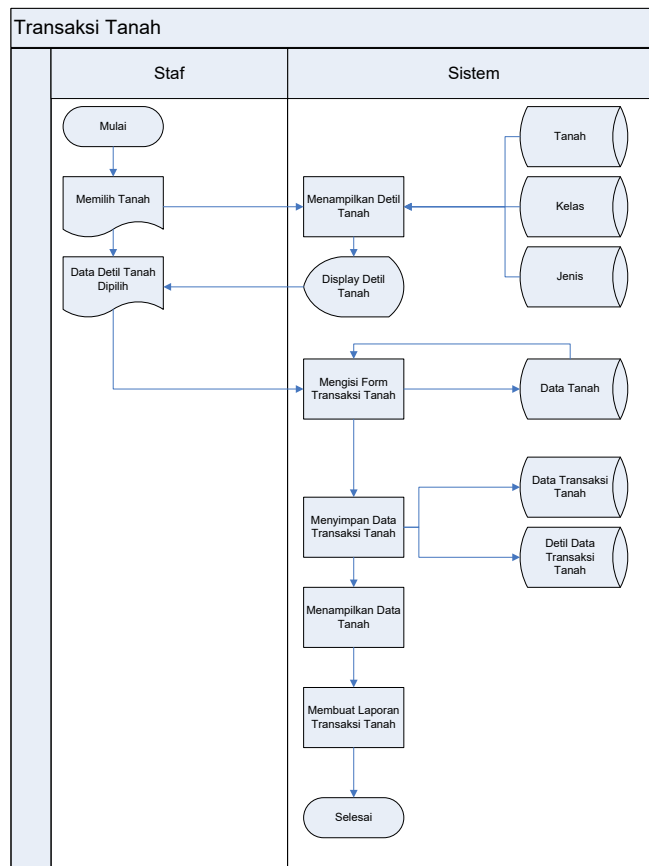 Transaksi Tanah
Staf
Sistem
Mulai
Tanah
Memilih Tanah
Menampilkan Detil
Tanah
Kelas
Data Detil Tanah
Dipilih
Display Detil
Tanah
Jenis
Mengisi Form
Transaksi Tanah
Data Tanah
Data Transaksi
Tanah
Menyimpan Data
Transaksi Tanah
Detil Data
Transaksi
Tanah
Menampilkan Data
Tanah
Membuat Laporan
Transaksi Tanah
Selesai